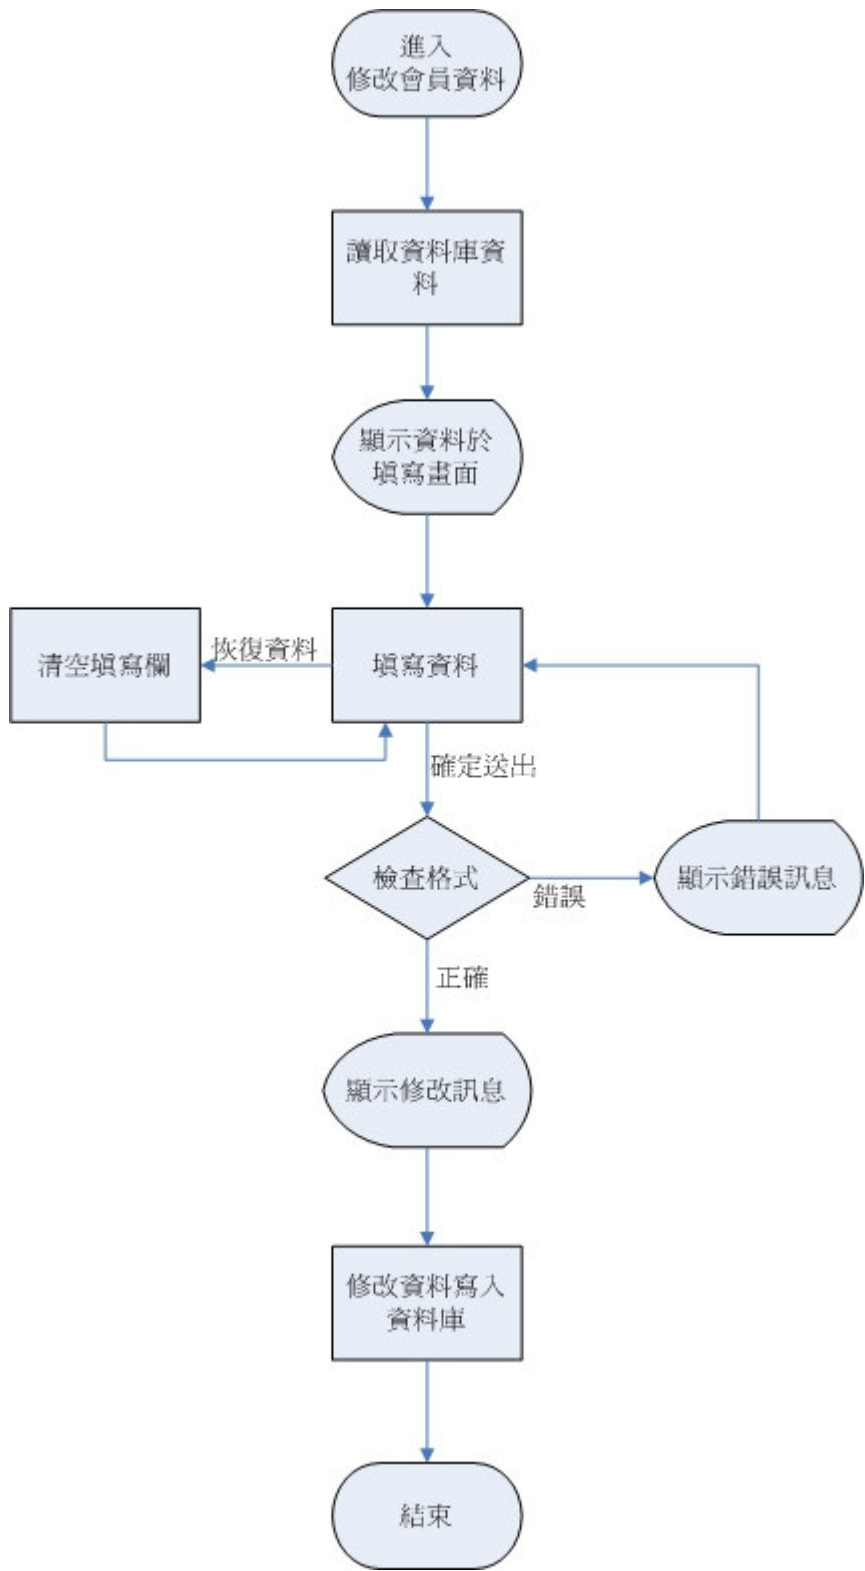 進入
修改會員資料
讀取資料庫資
料
顯示資料於
填寫畫面
清空填寫欄
恢復資料
填寫資料
確定送出
檢查格式
錯誤
顯示錯誤訊息
正確
顯示修改訊息
修改資料寫入
資料庫
結束